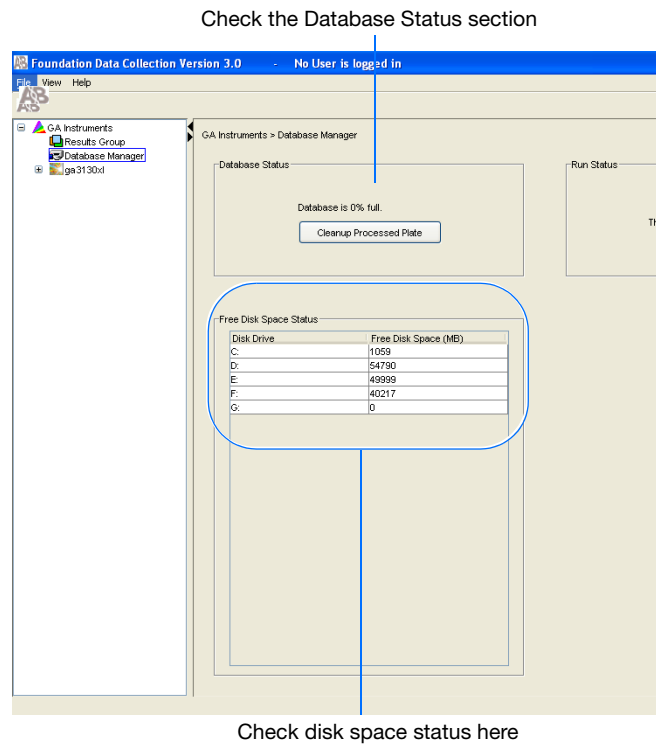 Check the Database Status section
Foundation Data Collection Version 3.0 - No User is logged in
File View Help
AB
GA Instruments
Results Group
Database Manager
ga3130xl
GA Instruments > Database Manager
Database Status
Run Status
Database is 0% full.
Th
Cleanup Processed Plate
Free Disk Space Status
Disk Drive Free Disk Space (MB)
C: 1059
D: 54790
E: 49999
F: 40217
G: 0
Check disk space status here